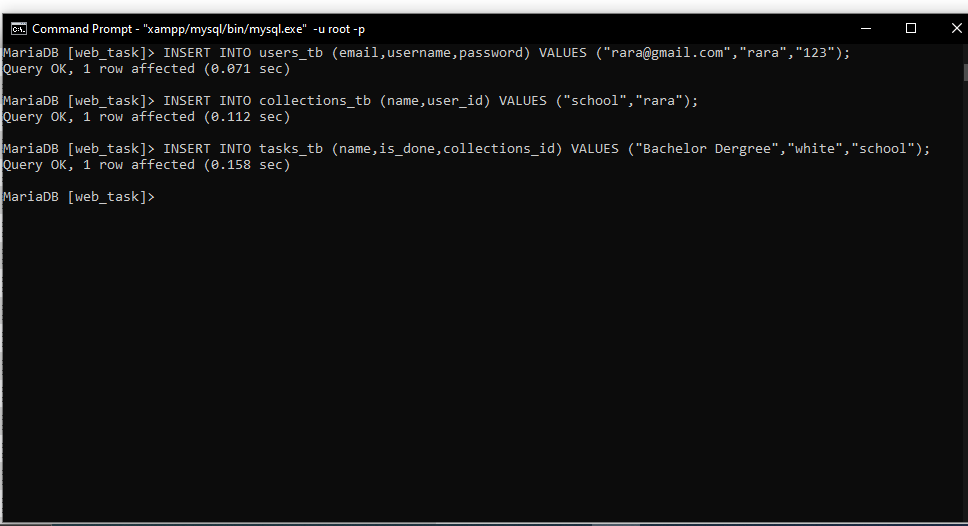 Command Prompt - "xampp/mysql/bin/mysql.exe" -u root -p
MariaDB [web_task]> INSERT INTO users_tb (email,username,password) VALUES ("rara@gmail.com","rara","123");
Query OK, 1 row affected (0.071 sec)
MariaDB [web_task]> INSERT INTO collections_tb (name,user_id) VALUES ("school","rara");
Query OK, 1 row affected (0.112 sec)
MariaDB [web_task]> INSERT INTO tasks_tb (name,is_done,collections_id) VALUES ("Bachelor Dergree","white","school");
Query OK, 1 row affected (0.158 sec)
MariaDB [web_task]>